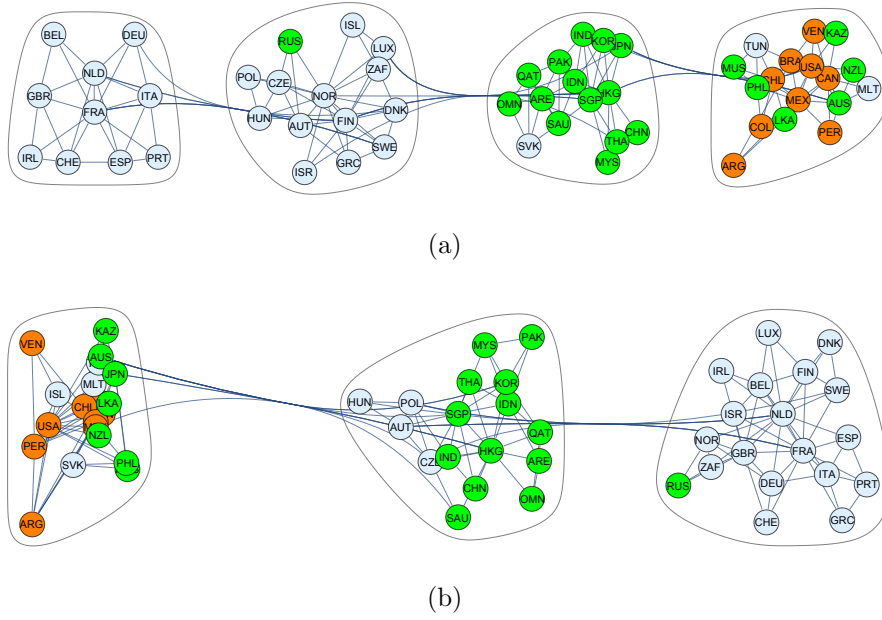 BEL DEU
NLD
GBR ITA
FRA
IRL CHE ESP PRT
ISL
RUS LUX
POL CZE ZAF
NOR
HUN AUT FIN DNK
SWE
ISR GRC
IND KOR JPN
PAK
QAT IDN
OMN ARE SGP HKG
SAU
SVK THA CHN
MYS
VEN KAZ
TUN BRA USA
MUS NZL
PHL CHL CAN MLT
MEX AUS
COL LKA PER
ARG
(a)
KAZ
VEN AUS
JPN
MLT
ISL
CHL LKA
USA
PER NZL
SVK PHL
ARG
MYS PAK
THA KOR
HUN POL IDN
SGP
AUT QAT
CZE IND HKG ARE
CHN
OMN
SAU
LUX DNK
IRL FIN
BEL SWE
ISR NLD
NOR ESP
GBR FRA
ZAF ITA
RUS DEU PRT
CHE GRC
(b)